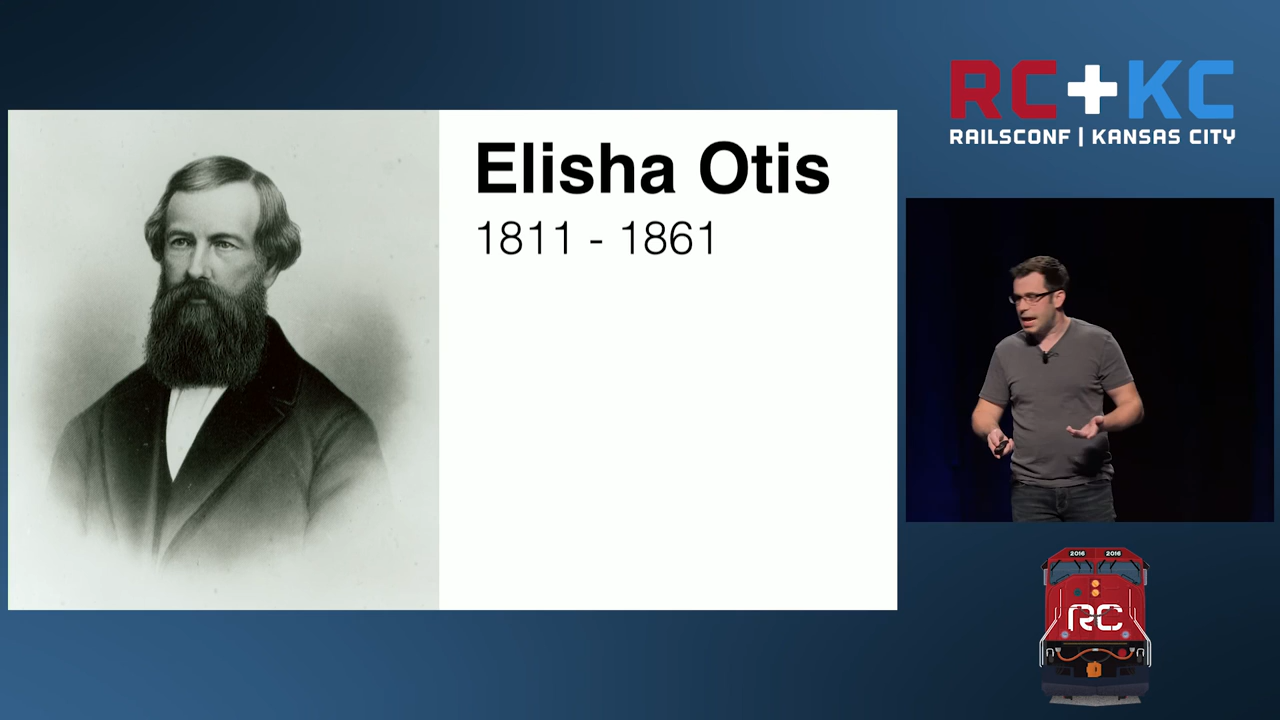 Elisha Otis
1811 - 1861
RC+KC
RAILSCONF | KANSAS CITY
2016 2016
RC